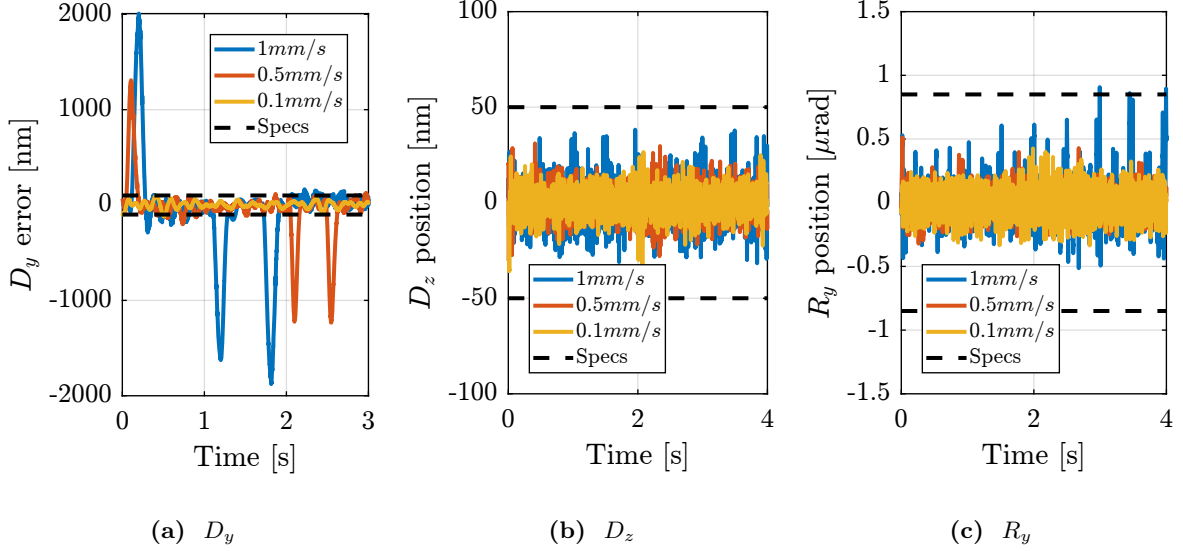 2000
1000
0
-1000
-2000
0
1
2
3
D_y error [nm]
Time [s]
1mm/s
0.5mm/s
0.1mm/s
Specs
(a) D_y
100
50
0
-50
-100
0
2
4
D_z position [nm]
Time [s]
1mm/s
0.5mm/s
0.1mm/s
Specs
(b) D_z
1.5
1
0.5
0
-0.5
-1
-1.5
0
2
4
R_y position [μrad]
Time [s]
1mm/s
0.5mm/s
0.1mm/s
Specs
(c) R_y